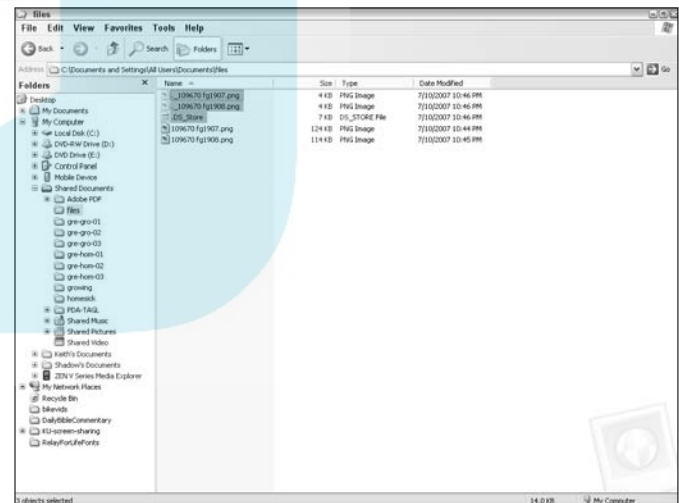 files
File Edit View Favorites Tools Help
Back Search Folders
Address C:\Documents and Settings\All Users\Documents\files Go
Folders
Desktop
My Documents
My Computer
Local Disk (C:)
DVD-RW Drive (D:)
DVD Drive (E:)
Control Panel
Mobile Device
Shared Documents
Adobe PDF
files
gre-gro-01
gre-gro-02
gre-gro-03
gre-hom-01
gre-hom-02
gre-hom-03
growing
homesick
PDA-TAGL
Shared Music
Shared Pictures
Shared Video
Keith's Documents
Shadow's Documents
ZEN V Series Media Explorer
My Network Places
Recycle Bin
bikevids
DailyBibleCommentary
KU-screen-sharing
RelayForLifeFonts
Name Size Type Date Modified
._109670 fg1907.png 4 KB PNG Image 7/10/2007 10:46 PM
._109670 fg1908.png 4 KB PNG Image 7/10/2007 10:46 PM
.DS_Store 7 KB DS_STORE File 7/10/2007 10:46 PM
109670 fg1907.png 124 KB PNG Image 7/10/2007 10:44 PM
109670 fg1908.png 114 KB PNG Image 7/10/2007 10:45 PM
3 objects selected 14.0 KB My Computer